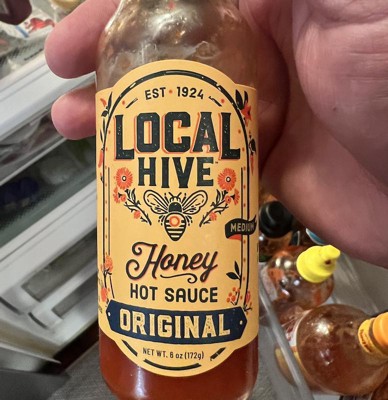 EST • 1924
LOCAL
HIVE
MEDIUM
Honey
HOT SAUCE
ORIGINAL
NET WT. 6 oz (172g)